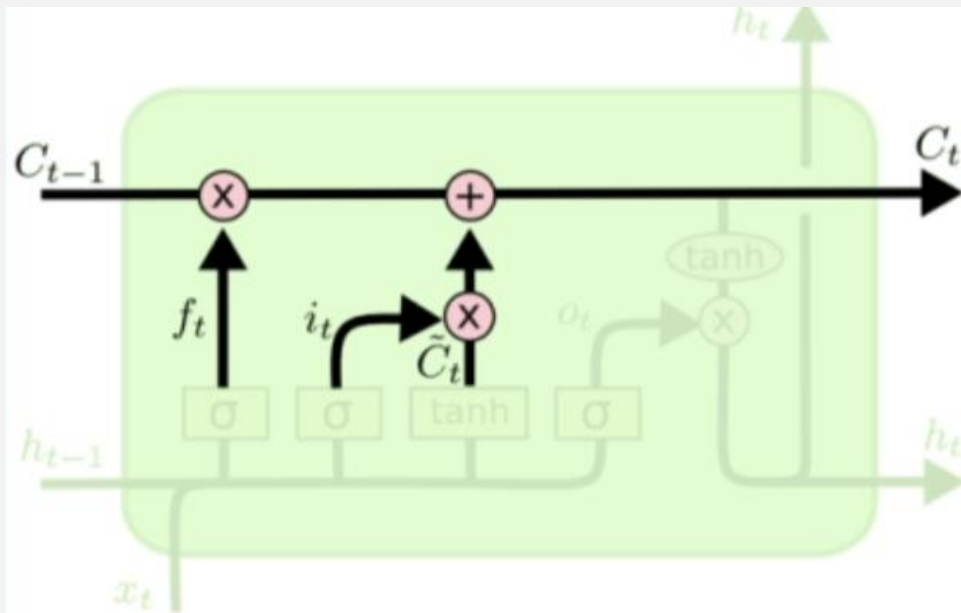 h_t
C_{t-1}
C_t
x
+
tanh
f_t
i_t
x
o_t
x
C̃_t
σ
σ
tanh
σ
h_{t-1}
h_t
x_t